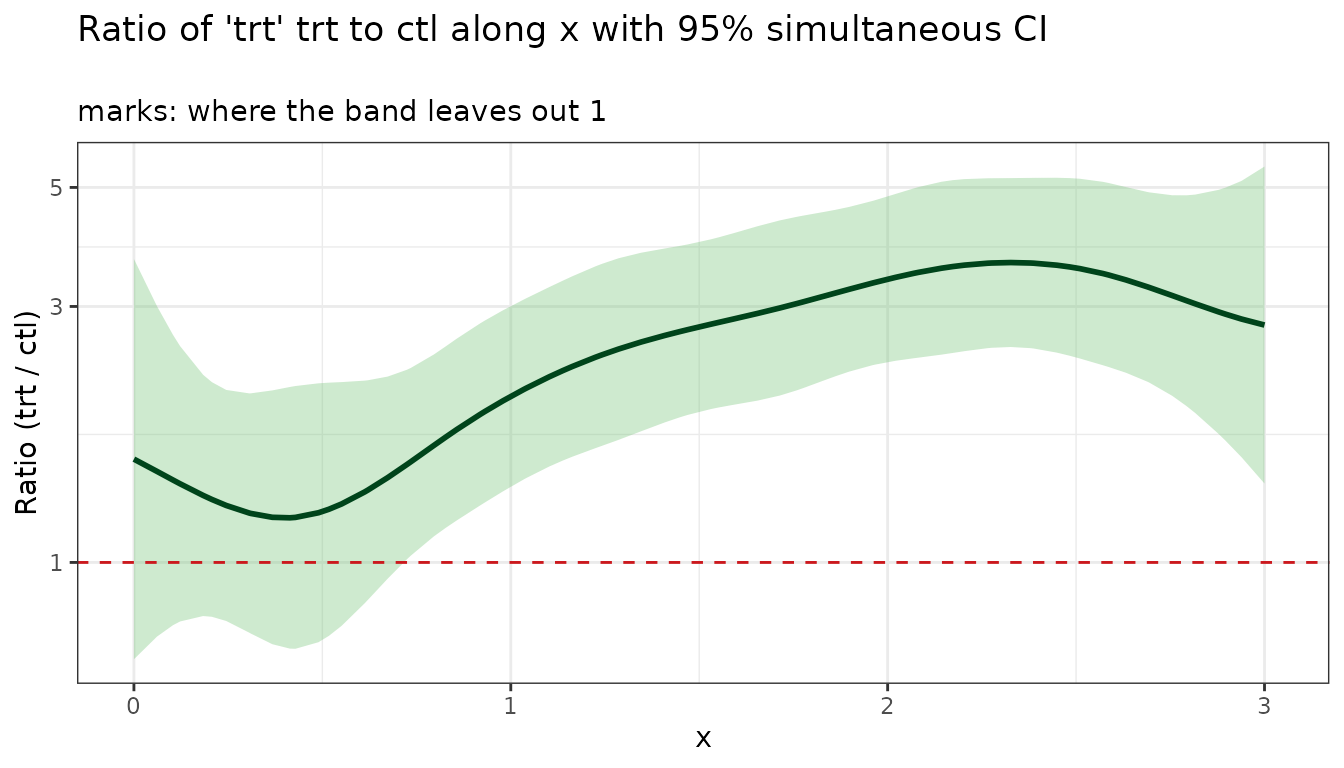 Ratio of 'trt' trt to ctl along x with 95% simultaneous CI
marks: where the band leaves out 1
Ratio (trt / ctl)
5
3
1
0 1 2 3
x